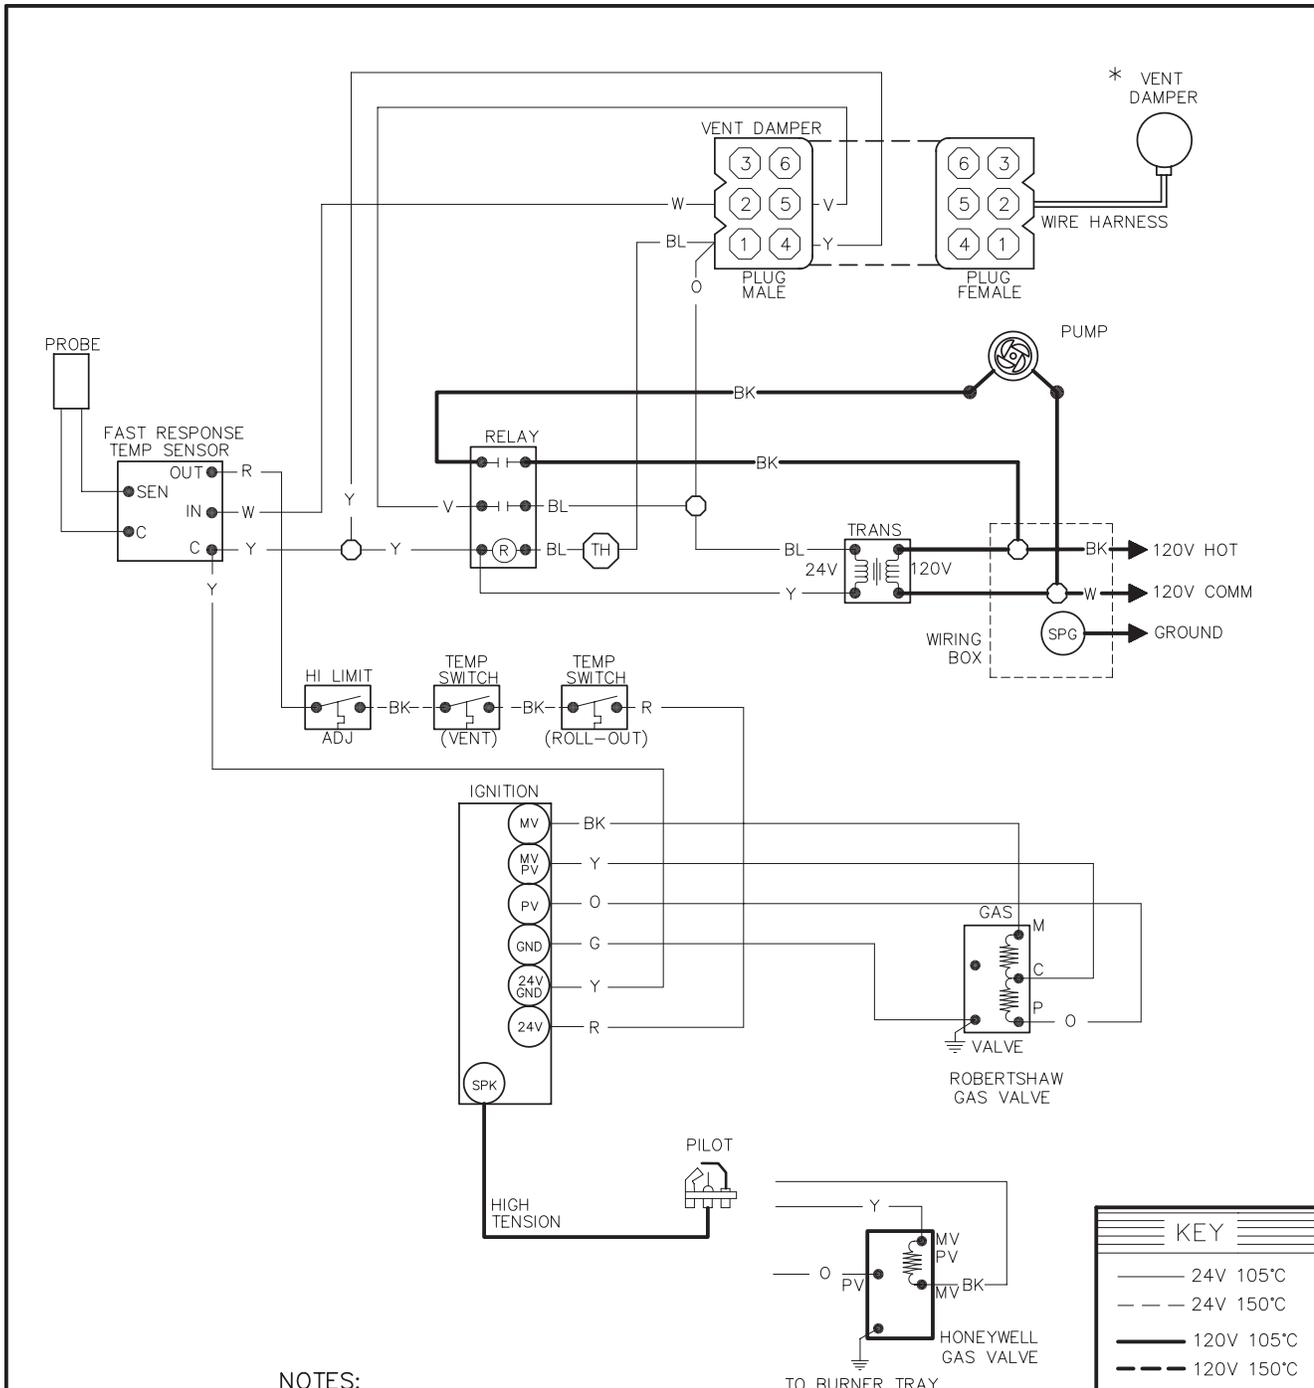 * VENT
DAMPER
VENT DAMPER
3 6
6 3
W
2 5
V
5 2
WIRE HARNESS
BL
1 4
Y
4 1
PLUG
MALE
PLUG
FEMALE
O
PROBE
PUMP
BK
FAST RESPONSE
TEMP SENSOR
RELAY
OUT
R
BK
SEN
Y
V
BL
IN
W
C
TRANS
C
Y
Y
R
BL
TH
BL
BK
120V HOT
24V
120V
Y
Y
W
120V COMM
WIRING
BOX
SPG
GROUND
HI LIMIT
TEMP
SWITCH
TEMP
SWITCH
BK
BK
R
ADJ
(VENT)
(ROLL-OUT)
IGNITION
MV
BK
MV
PV
Y
PV
O
GAS
M
GND
G
C
24V
GND
Y
P
24V
R
O
VALVE
SPK
ROBERTSHAW
GAS VALVE
PILOT
HIGH
TENSION
Y
KEY
MV
PV
O
PV
MV
BK
24V 105°C
24V 150°C
HONEYWELL
GAS VALVE
120V 105°C
120V 150°C
NOTES:
TO BURNER TRAY